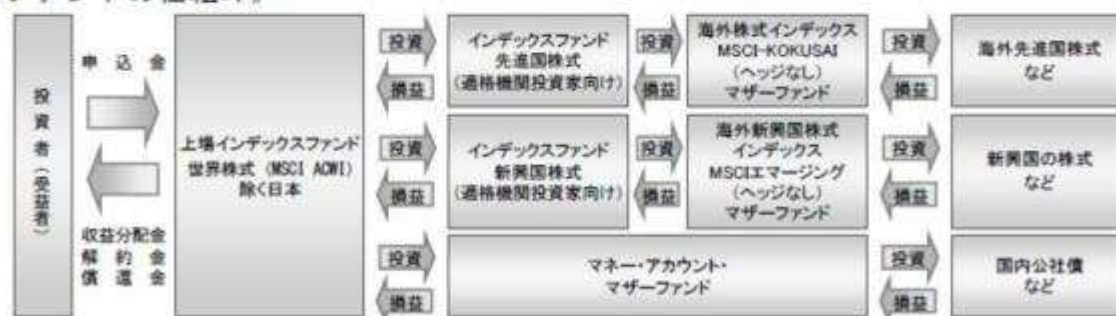 投資者（受益者）
申込金
収益分配金
解約金
償還金
上場インデックスファンド
世界株式（MSCI ACWI）
除く日本
投資
損益
インデックスファンド
先進国株式
（適格機関投資家向け）
投資
損益
海外株式インデックス
MSCI-KOKUSAI
（ヘッジなし）
マザーファンド
投資
損益
海外先進国株式
など
投資
損益
インデックスファンド
新興国株式
（適格機関投資家向け）
投資
損益
海外新興国株式
インデックス
MSCIエマージング
（ヘッジなし）
マザーファンド
投資
損益
新興国の株式
など
投資
損益
マネー・アカウント・
マザーファンド
投資
損益
国内公社債
など